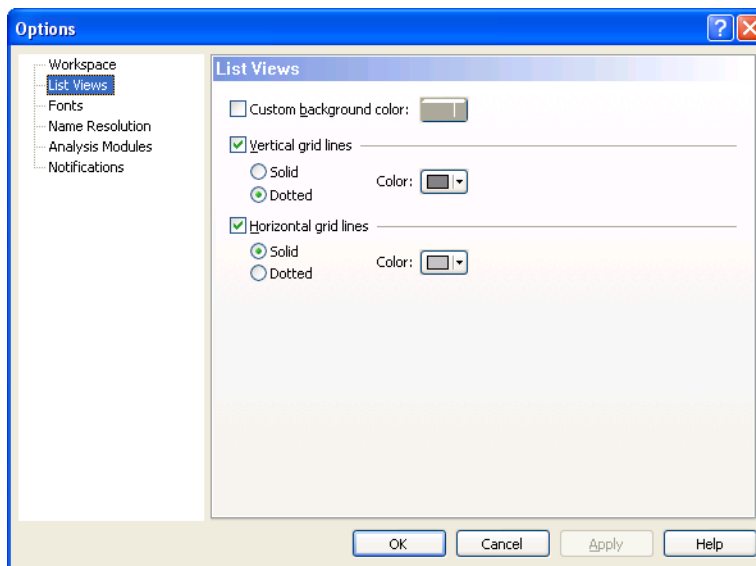 Options
Workspace
List Views
Fonts
Name Resolution
Analysis Modules
Notifications
List Views
Custom background color:
Vertical grid lines
Solid
Dotted
Color:
Horizontal grid lines
Solid
Dotted
Color:
OK Cancel Apply Help